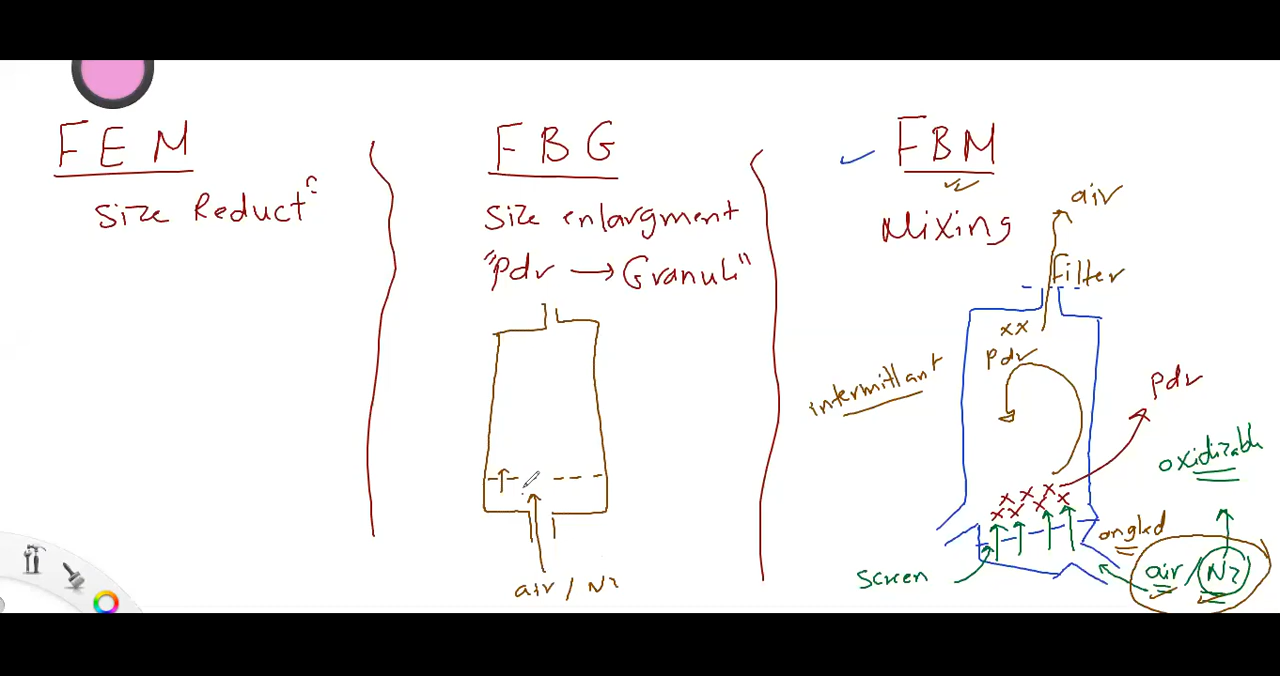 FEM
Size Reductⁿ
FBG
Size enlargment
"Pdr → Granul"
air / N₂
FBM
Mixing
air
Filter
xx
Pdr
intermittant
Pdr
oxidizable
angled
Screen
air / N₂